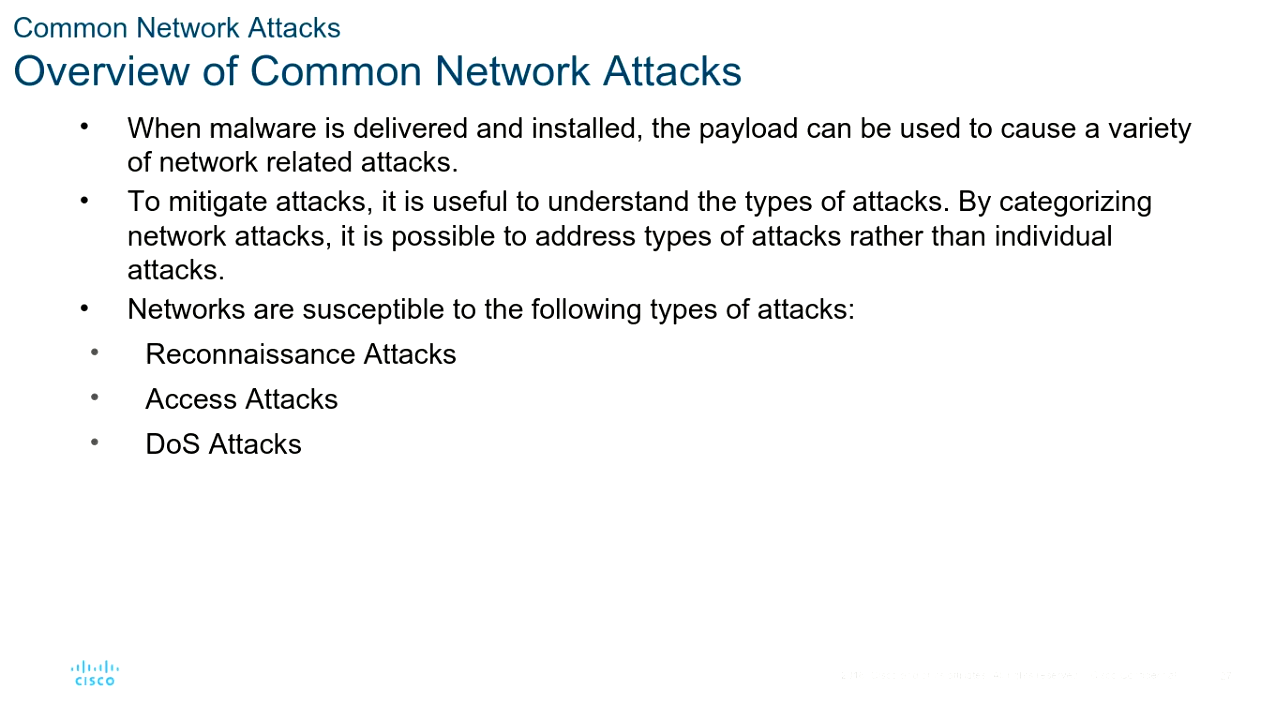 Common Network Attacks
Overview of Common Network Attacks
• When malware is delivered and installed, the payload can be used to cause a variety
of network related attacks.
• To mitigate attacks, it is useful to understand the types of attacks. By categorizing
network attacks, it is possible to address types of attacks rather than individual
attacks.
• Networks are susceptible to the following types of attacks:
• Reconnaissance Attacks
• Access Attacks
• DoS Attacks
CISCO